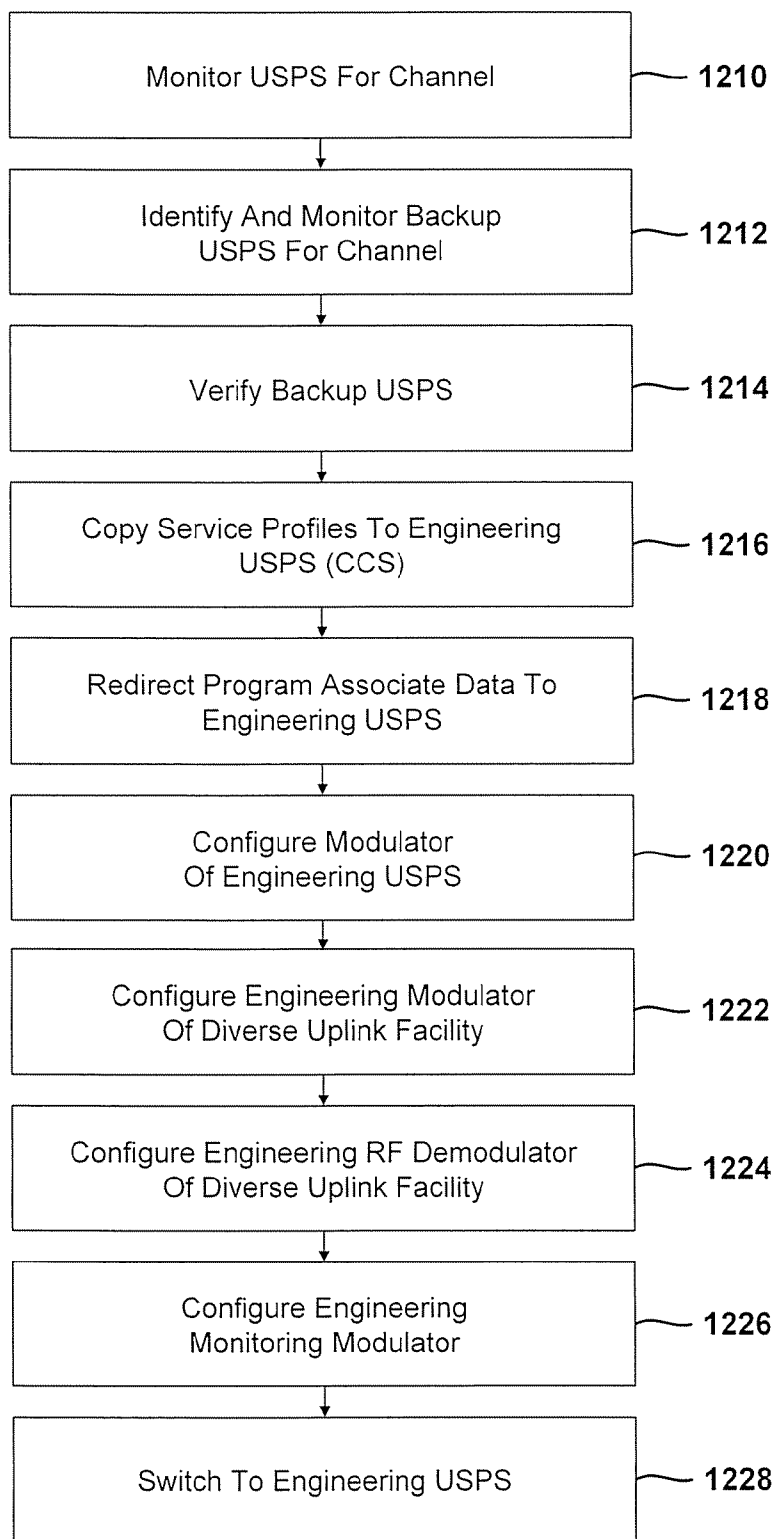 Monitor USPS For Channel
1210
Identify And Monitor Backup
USPS For Channel
1212
Verify Backup USPS
1214
Copy Service Profiles To Engineering
USPS (CCS)
1216
Redirect Program Associate Data To
Engineering USPS
1218
Configure Modulator
Of Engineering USPS
1220
Configure Engineering Modulator
Of Diverse Uplink Facility
1222
Configure Engineering RF Demodulator
Of Diverse Uplink Facility
1224
Configure Engineering
Monitoring Modulator
1226
Switch To Engineering USPS
1228